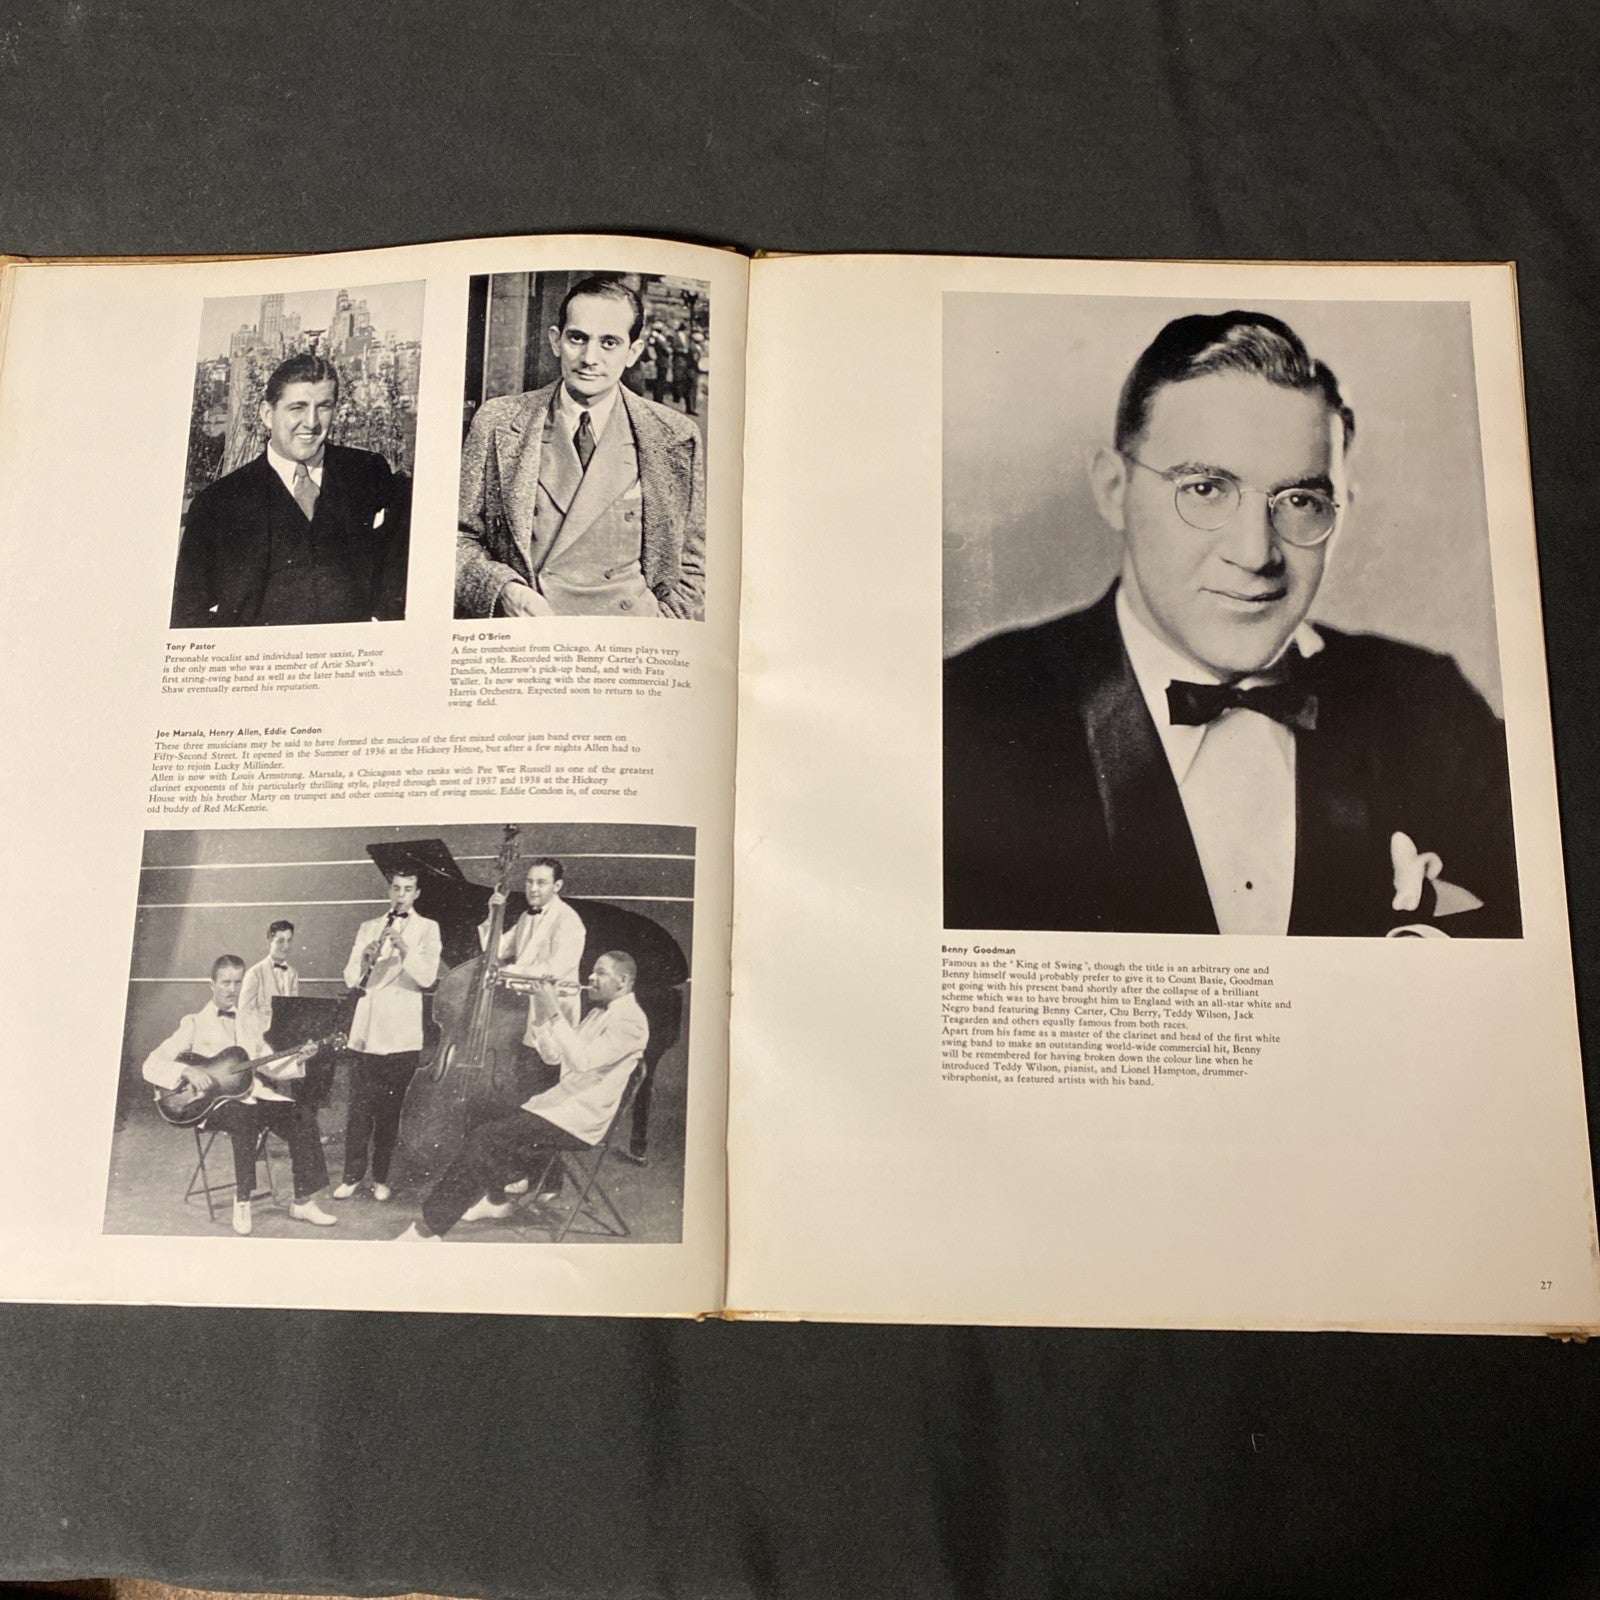 Tony Pastor
Personable vocalist and individual tenor saxist, Pastor
is the only man who was a member of Artie Shaw's
first string-swing band as well as the later band with which
Shaw eventually earned his reputation.
Floyd O'Brien
A fine trombonist from Chicago. At times plays very
negroid style. Recorded with Benny Carter's Chocolate
Dandies, Mezzrow's pick-up band, and with Fats
Waller. Is now working with the more commercial Jack
Harris Orchestra. Expected soon to return to the
swing field.
Joe Marsala, Henry Allen, Eddie Condon
These three musicians may be said to have formed the nucleus of the first mixed colour jam band ever seen on
Fifty-Second Street. It opened in the Summer of 1936 at the Hickory House, but after a few nights Allen had to
leave to rejoin Lucky Millinder.
Allen is now with Louis Armstrong. Marsala, a Chicagoan who ranks with Pee Wee Russell as one of the greatest
clarinet exponents of his particularly thrilling style, played through most of 1937 and 1938 at the Hickory
House with his brother Marty on trumpet and other coming stars of swing music. Eddie Condon is, of course the
old buddy of Red McKenzie.
Benny Goodman
Famous as the ' King of Swing ', though the title is an arbitrary one and
Benny himself would probably prefer to give it to Count Basie, Goodman
got going with his present band shortly after the collapse of a brilliant
scheme which was to have brought him to England with an all-star white and
Negro band featuring Benny Carter, Chu Berry, Teddy Wilson, Jack
Teagarden and others equally famous from both races.
Apart from his fame as a master of the clarinet and head of the first white
swing band to make an outstanding world-wide commercial hit, Benny
will be remembered for having broken down the colour line when he
introduced Teddy Wilson, pianist, and Lionel Hampton, drummer-
vibraphonist, as featured artists with his band.
27